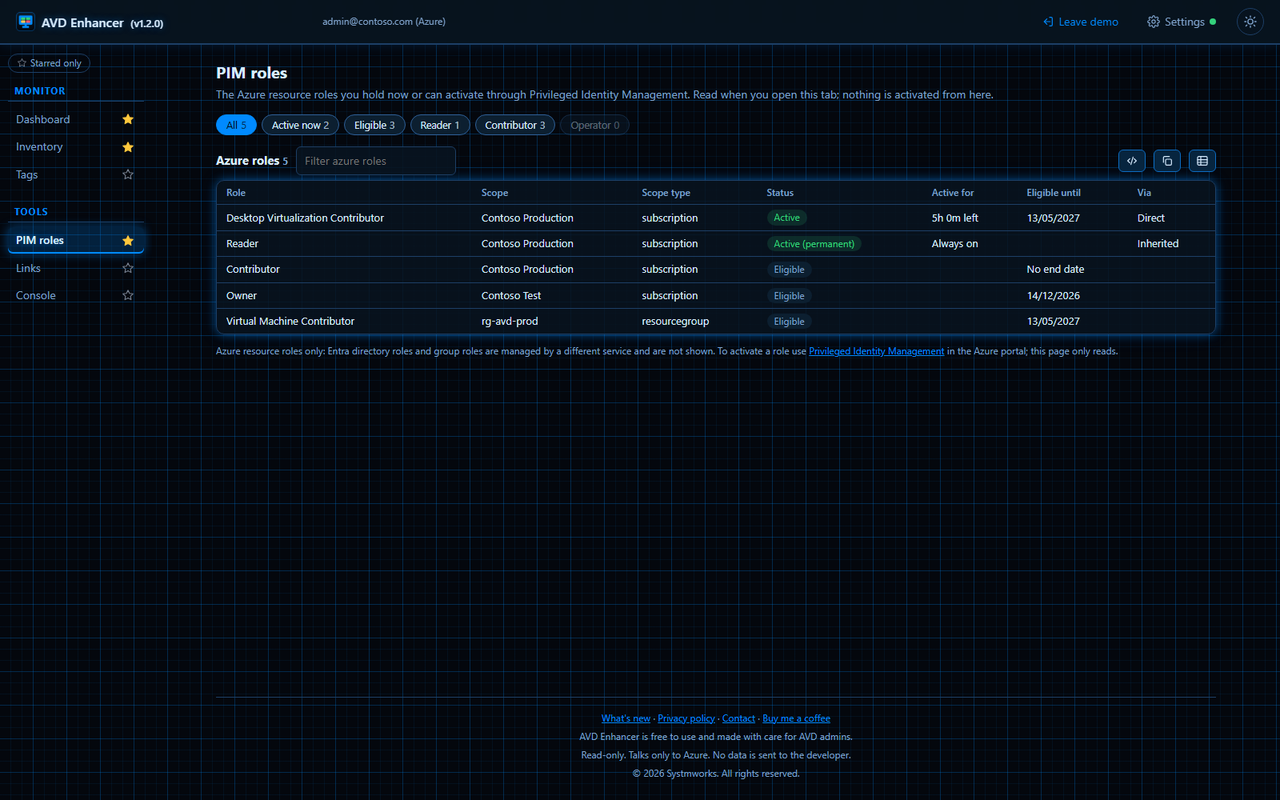 AVD Enhancer (v1.2.0)
admin@contoso.com (Azure)
Leave demo
Settings
Starred only
MONITOR
Dashboard
Inventory
Tags
TOOLS
PIM roles
Links
Console
PIM roles
The Azure resource roles you hold now or can activate through Privileged Identity Management. Read when you open this tab; nothing is activated from here.
All 5 Active now 2 Eligible 3 Reader 1 Contributor 3 Operator 0
Azure roles 5 Filter azure roles
Role Scope Scope type Status Active for Eligible until Via
Desktop Virtualization Contributor Contoso Production subscription Active 5h 0m left 13/05/2027 Direct
Reader Contoso Production subscription Active (permanent) Always on Inherited
Contributor Contoso Production subscription Eligible No end date
Owner Contoso Test subscription Eligible 14/12/2026
Virtual Machine Contributor rg-avd-prod resourcegroup Eligible 13/05/2027
Azure resource roles only: Entra directory roles and group roles are managed by a different service and are not shown. To activate a role use Privileged Identity Management in the Azure portal; this page only reads.
What's new · Privacy policy · Contact · Buy me a coffee
AVD Enhancer is free to use and made with care for AVD admins.
Read-only. Talks only to Azure. No data is sent to the developer.
© 2026 Systmworks. All rights reserved.